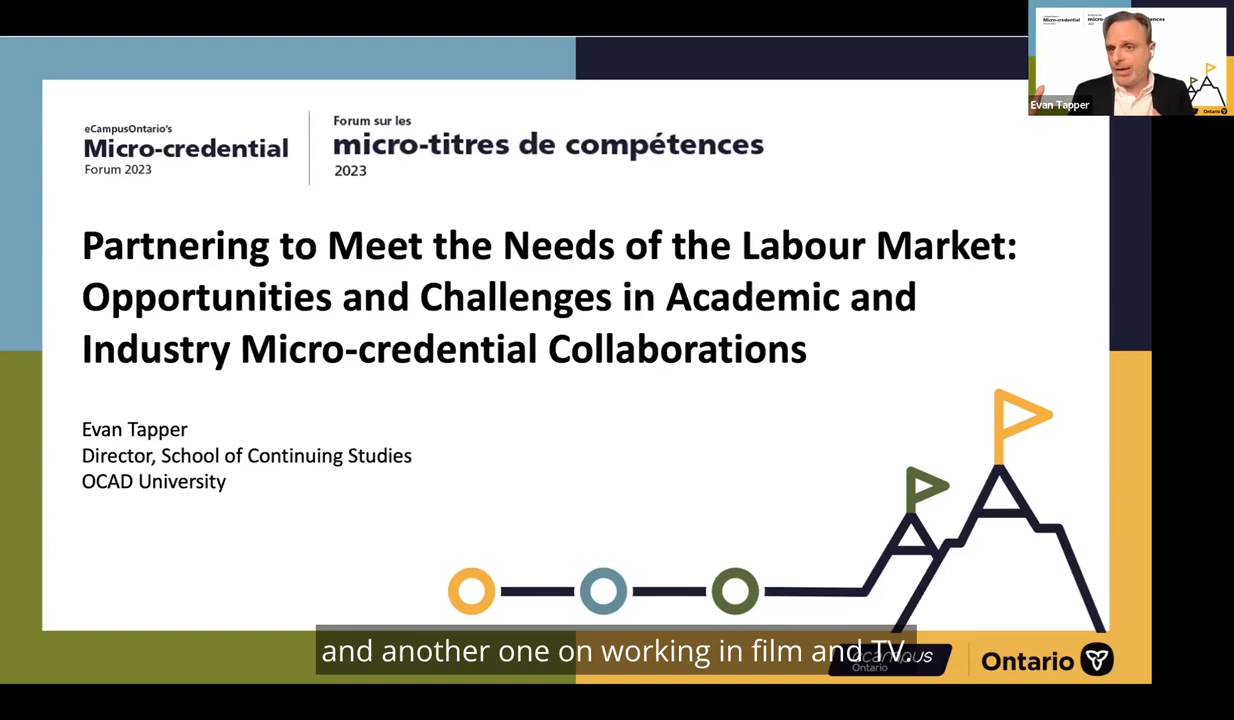 eCampusOntario's
Micro-credential
Forum 2023
Forum sur les
micro-titres de compétences
2023
Evan Tapper
Partnering to Meet the Needs of the Labour Market:
Opportunities and Challenges in Academic and
Industry Micro-credential Collaborations
Evan Tapper
Director, School of Continuing Studies
OCAD University
and another one on working in film and TV.
eCampus
Ontario
Ontario